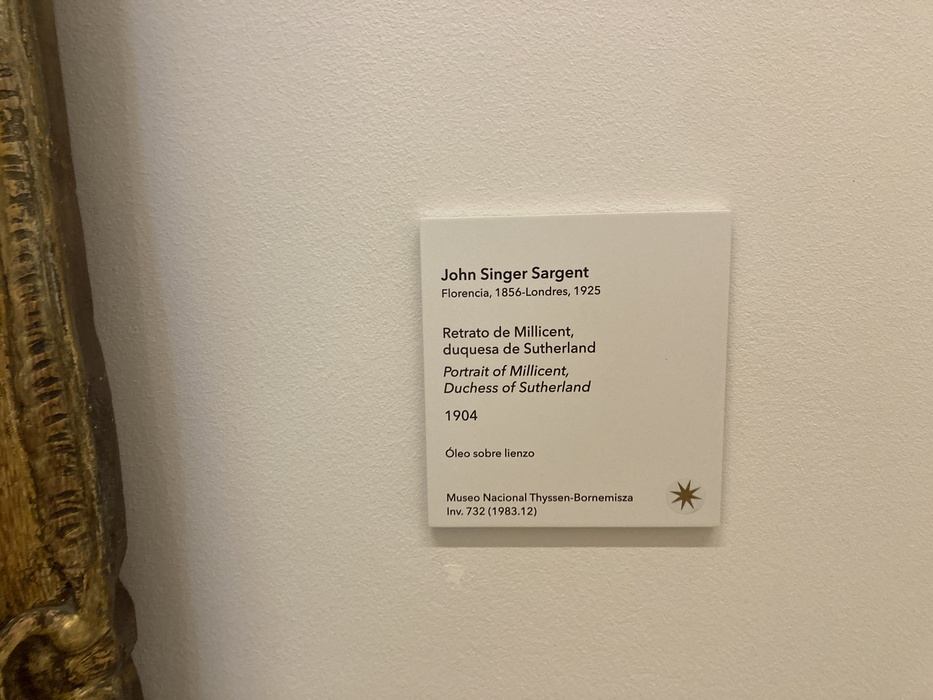 John Singer Sargent
Florencia, 1856-Londres, 1925
Retrato de Millicent,
duquesa de Sutherland
Portrait of Millicent,
Duchess of Sutherland
1904
Óleo sobre lienzo
Museo Nacional Thyssen-Bornemisza
Inv. 732 (1983.12)